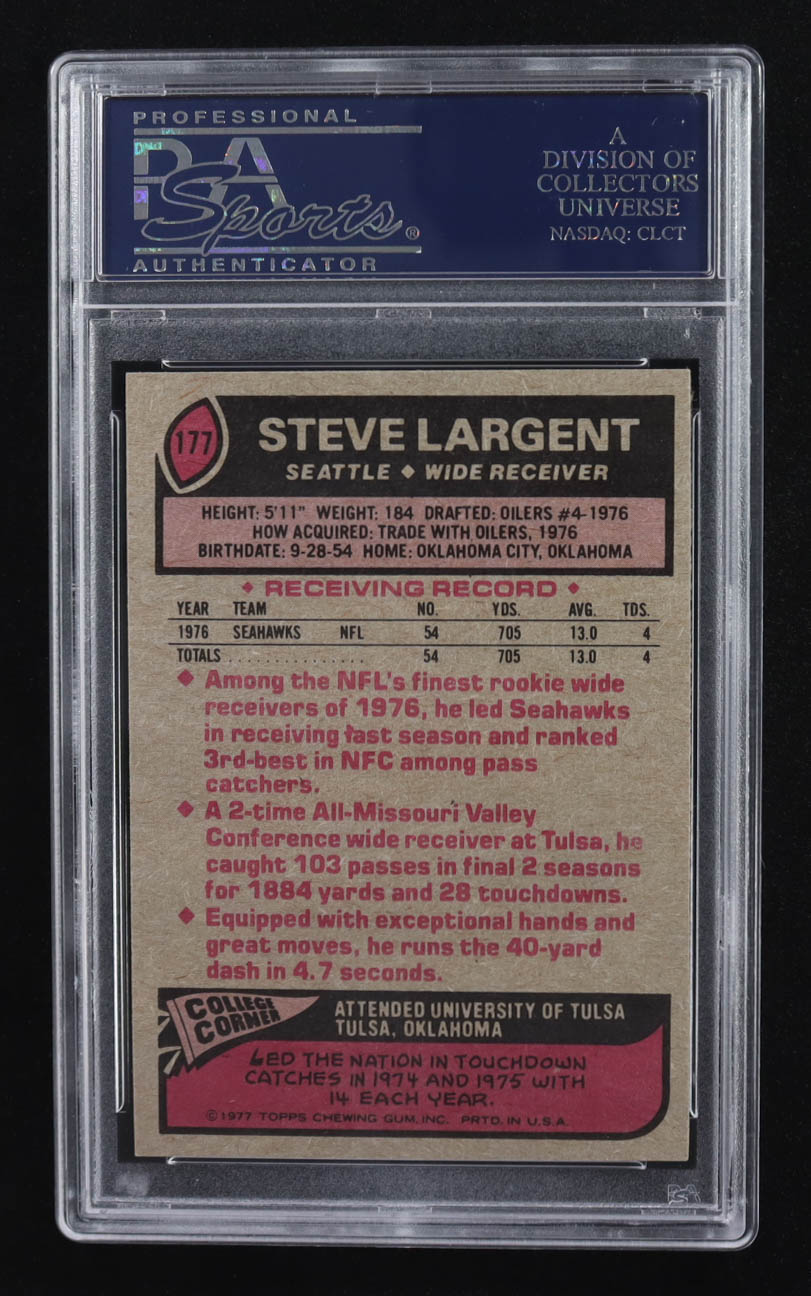 PROFESSIONAL
PSA
Sports®
AUTHENTICATOR
A
DIVISION OF
COLLECTORS
UNIVERSE
NASDAQ: CLCT
177
STEVE LARGENT
SEATTLE ♦ WIDE RECEIVER
HEIGHT: 5'11" WEIGHT: 184 DRAFTED: OILERS #4-1976
HOW ACQUIRED: TRADE WITH OILERS, 1976
BIRTHDATE: 9-28-54 HOME: OKLAHOMA CITY, OKLAHOMA
♦ RECEIVING RECORD ♦
YEAR TEAM NO. YDS. AVG. TDS.
1976 SEAHAWKS NFL 54 705 13.0 4
TOTALS . . . . . . . . . . . . . . . . 54 705 13.0 4
♦ Among the NFL's finest rookie wide
receivers of 1976, he led Seahawks
in receiving last season and ranked
3rd-best in NFC among pass
catchers.
♦ A 2-time All-Missouri Valley
Conference wide receiver at Tulsa, he
caught 103 passes in final 2 seasons
for 1884 yards and 28 touchdowns.
♦ Equipped with exceptional hands and
great moves, he runs the 40-yard
dash in 4.7 seconds.
COLLEGE
CORNER
ATTENDED UNIVERSITY OF TULSA
TULSA, OKLAHOMA
LED THE NATION IN TOUCHDOWN
CATCHES IN 1974 AND 1975 WITH
14 EACH YEAR.
©1977 TOPPS CHEWING GUM, INC. PRTD. IN U.S.A.
PSA